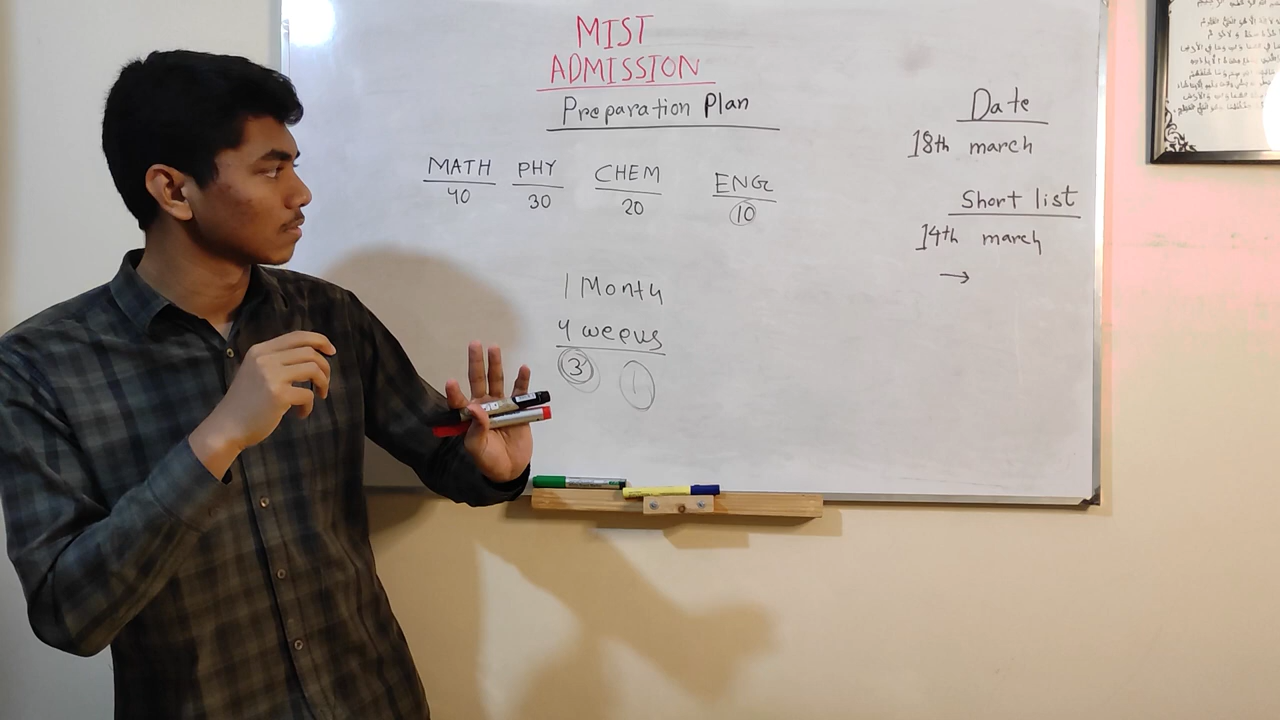 MIST
ADMISSION
Preparation Plan
MATH PHY CHEM ENGL
40 30 20 10
1 Month
4 weeks
3 1
Date
18th march
Short list
14th march
→